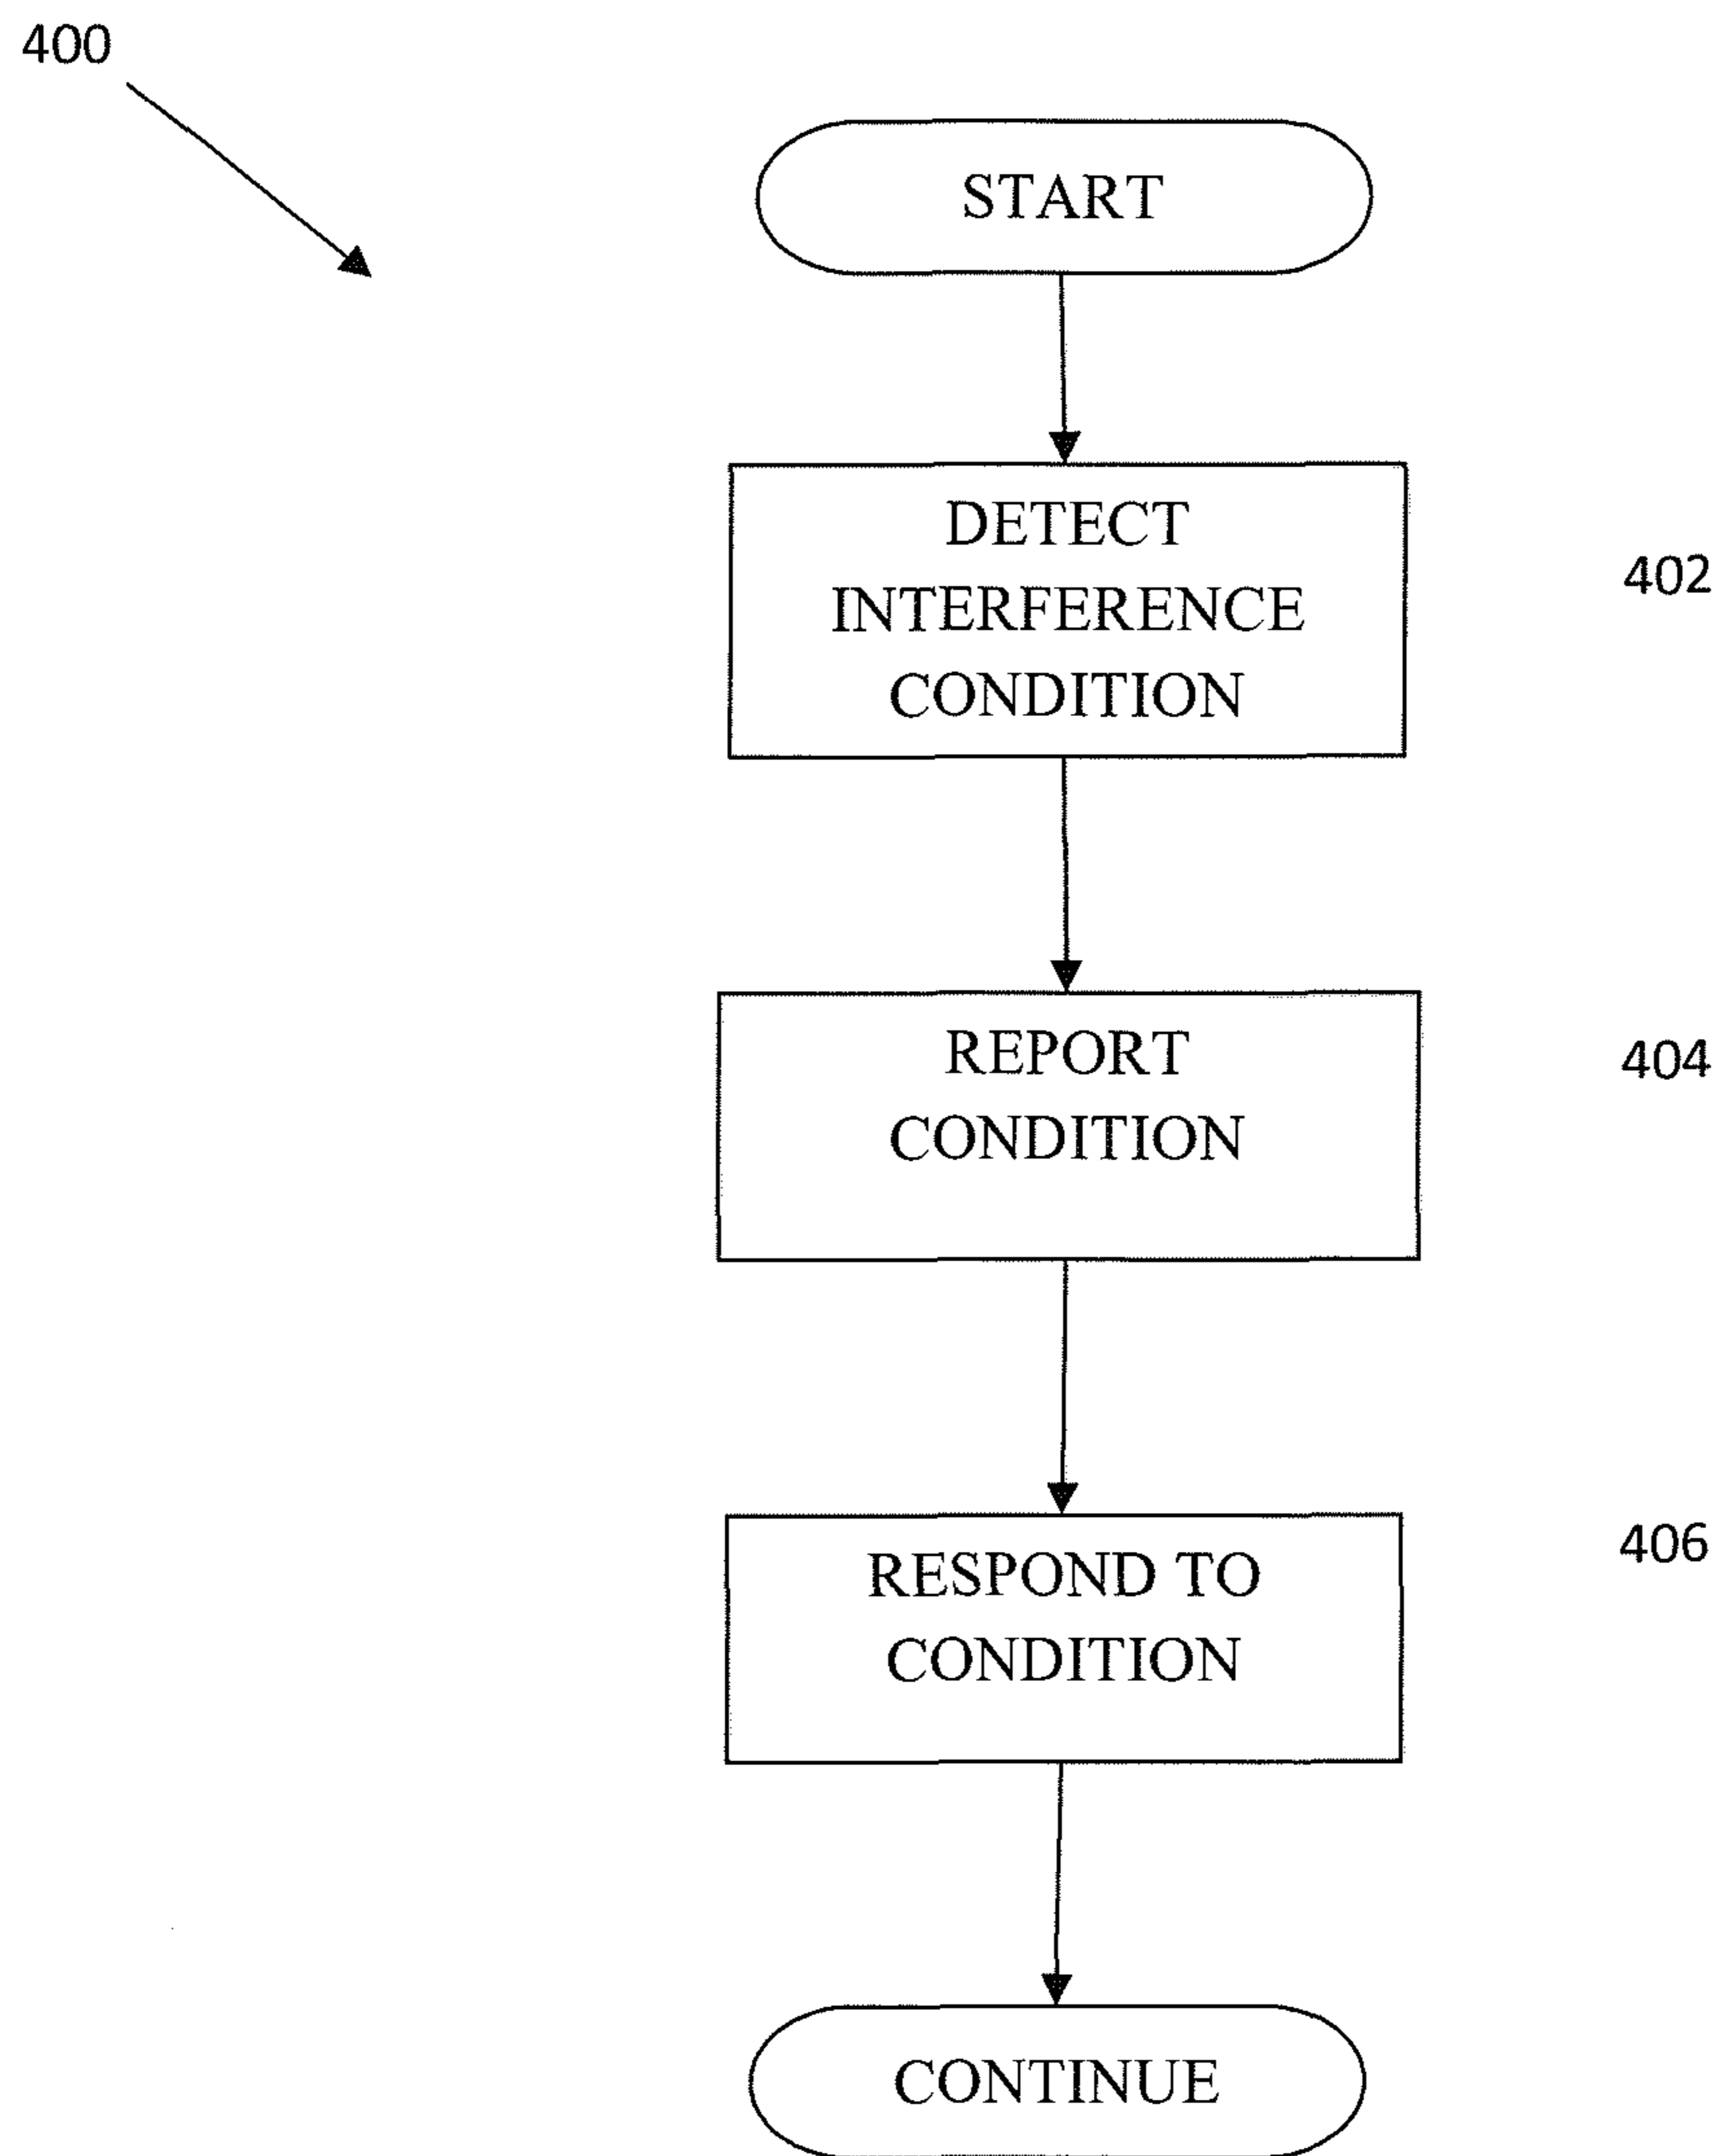 400
START
DETECT
INTERFERENCE
CONDITION
402
REPORT
CONDITION
404
RESPOND TO
CONDITION
406
CONTINUE